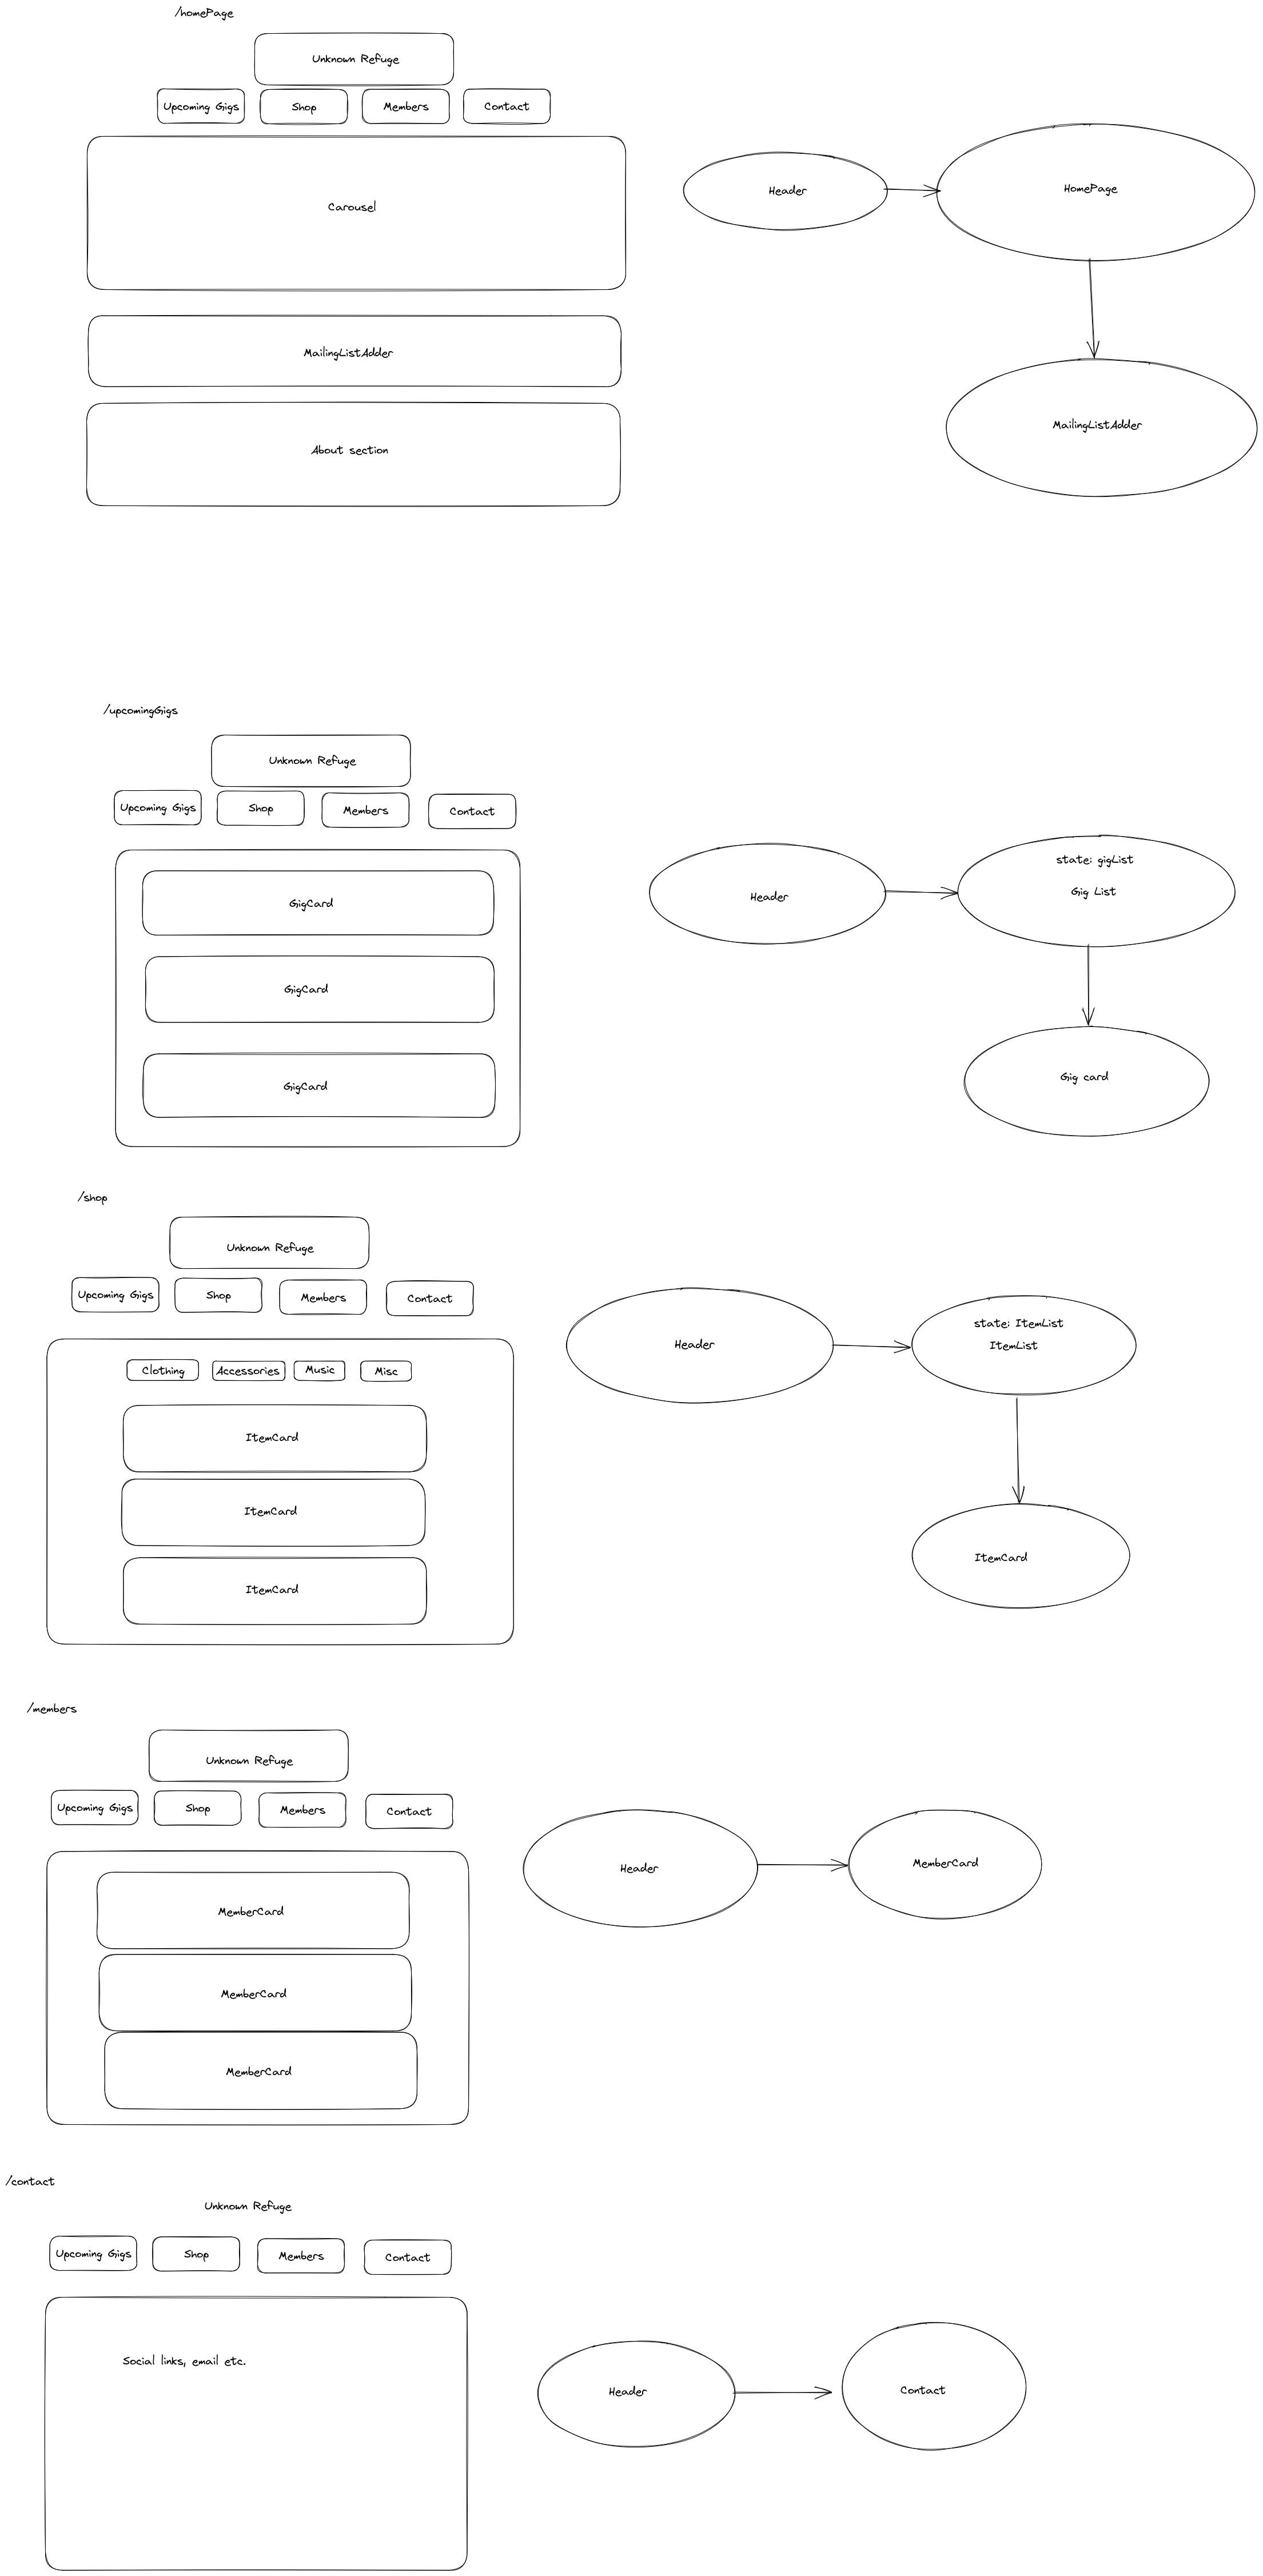 /homePage
Unknown Refuge
Upcoming Gigs
Shop
Members
Contact
Carousel
MailingListAdder
About section
Header
HomePage
MailingListAdder
/upcomingGigs
Unknown Refuge
Upcoming Gigs
Shop
Members
Contact
GigCard
GigCard
GigCard
Header
state: gigList
Gig List
Gig card
/shop
Unknown Refuge
Upcoming Gigs
Shop
Members
Contact
Clothing
Accessories
Music
Misc
ItemCard
ItemCard
ItemCard
Header
state: ItemList
ItemList
ItemCard
/members
Unknown Refuge
Upcoming Gigs
Shop
Members
Contact
MemberCard
MemberCard
MemberCard
Header
MemberCard
/contact
Unknown Refuge
Upcoming Gigs
Shop
Members
Contact
Social links, email etc.
Header
Contact